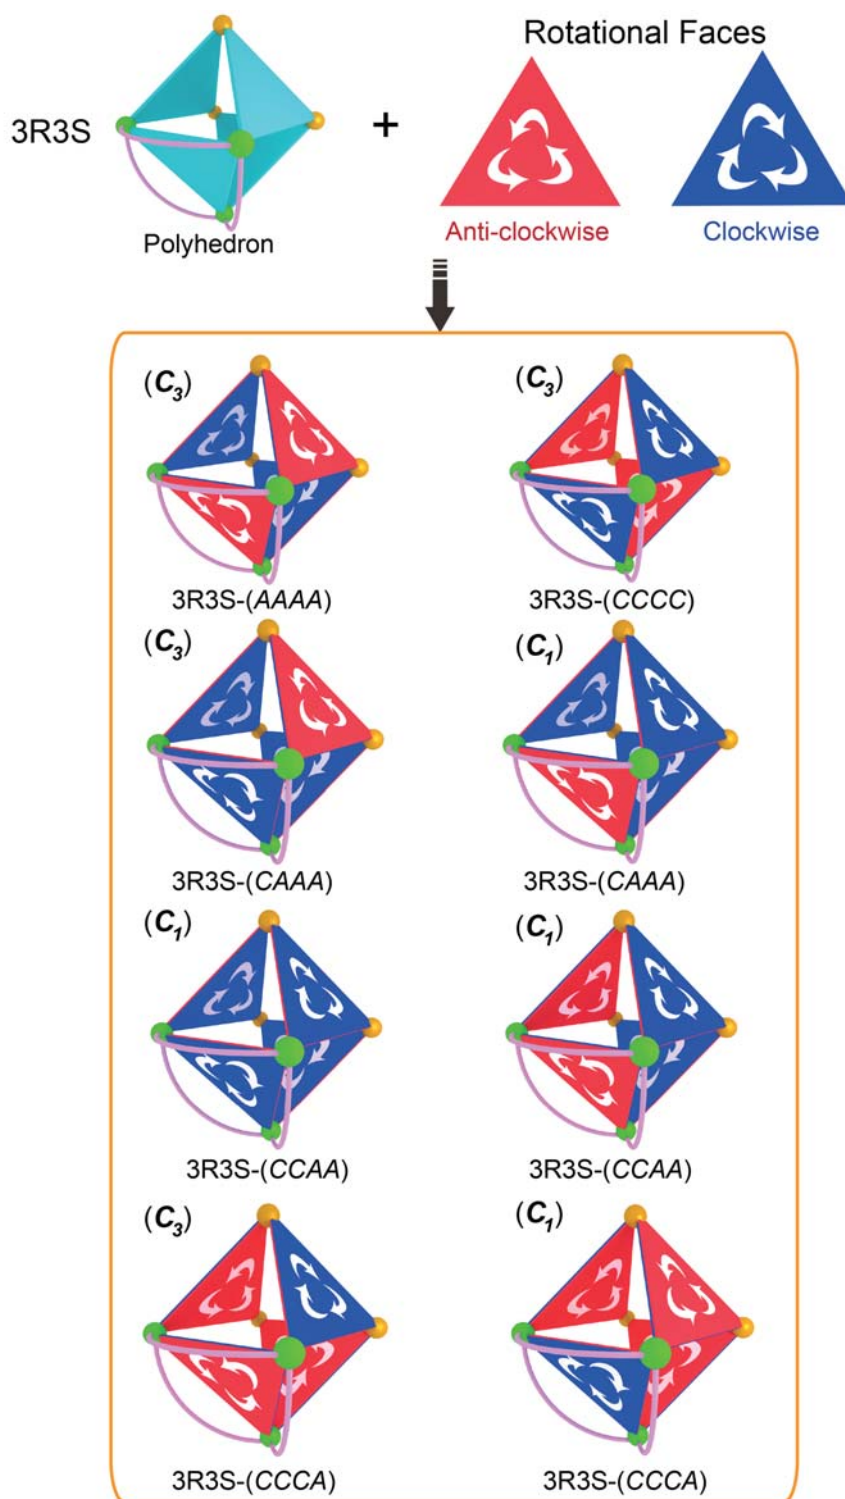 Rotational Faces
3R3S
+
Polyhedron
Anti-clockwise
Clockwise
(C3)
(C3)
3R3S-(AAAA)
3R3S-(CCCC)
(C3)
(C1)
3R3S-(CAAA)
3R3S-(CAAA)
(C1)
(C1)
3R3S-(CCAA)
3R3S-(CCAA)
(C3)
(C1)
3R3S-(CCCA)
3R3S-(CCCA)